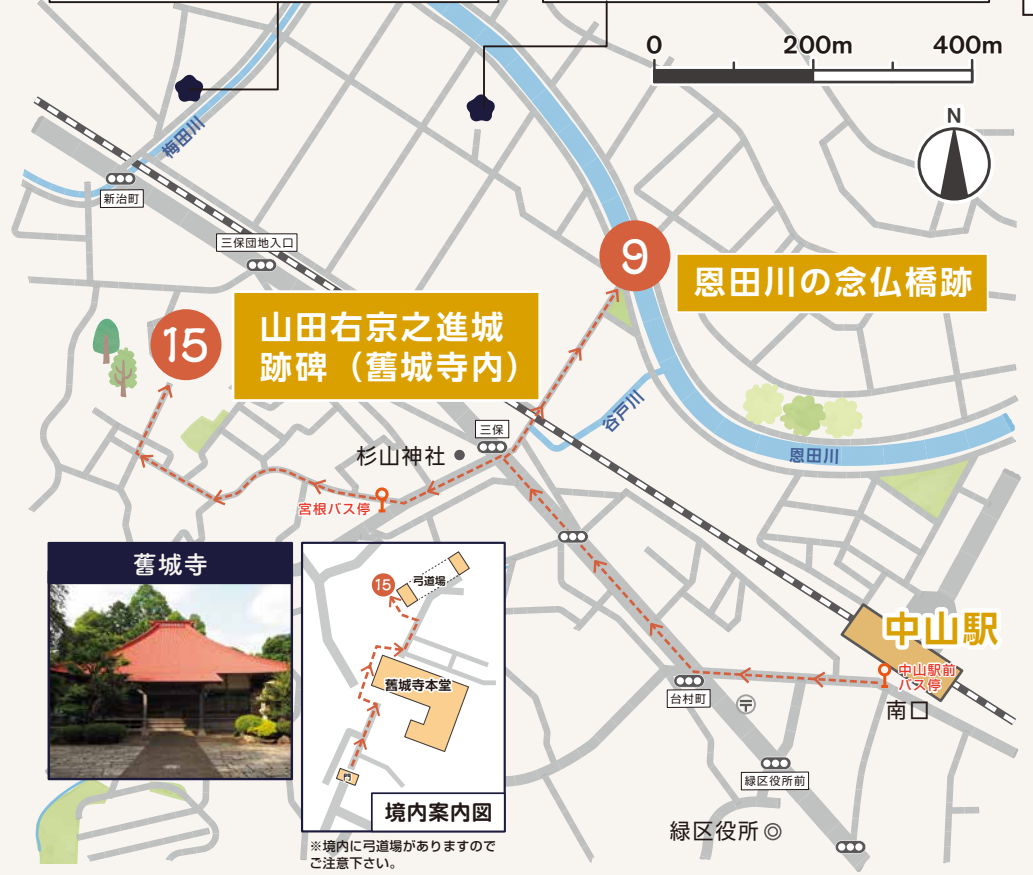 0 200m 400m
N
梅田川
新治町
三保団地入口
9
恩田川の念仏橋跡
15
山田右京之進城
跡碑（舊城寺内）
谷戸川
三保
杉山神社
恩田川
宮根バス停
舊城寺
15
弓道場
舊城寺本堂
門
境内案内図
※境内に弓道場がありますので
ご注意下さい。
中山駅
中山駅前
バス停
南口
台村町
〒
緑区役所前
緑区役所◎